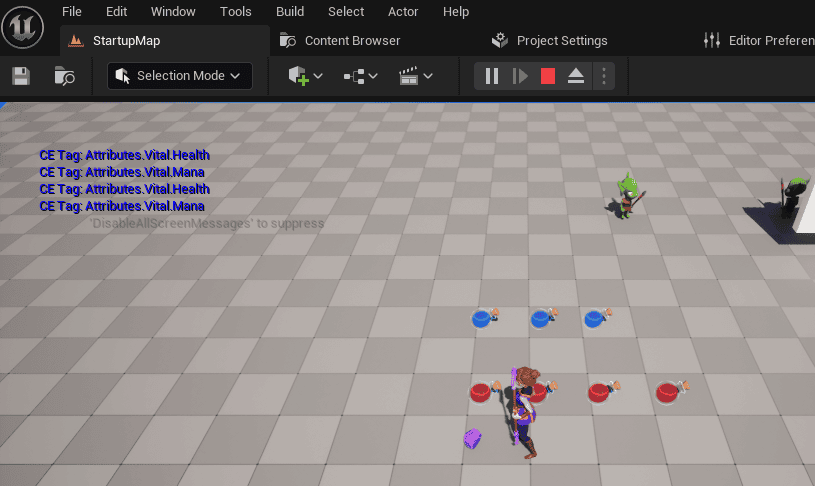 File Edit Window Tools Build Select Actor Help
StartupMap Content Browser Project Settings Editor Preferen
Selection Mode
CE Tag: Attributes.Vital.Health
CE Tag: Attributes.Vital.Mana
CE Tag: Attributes.Vital.Health
CE Tag: Attributes.Vital.Mana
'DisableAllScreenMessages' to suppress